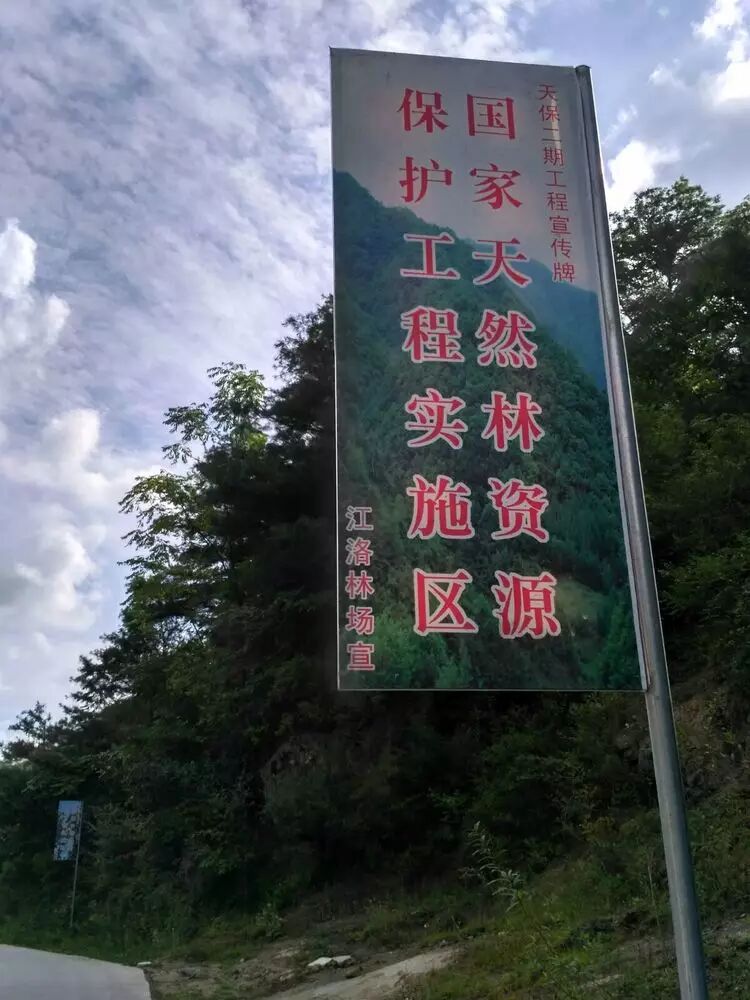 天保二期工程宣传牌
国家天然林资源
保护工程实施区
江洛林场宣